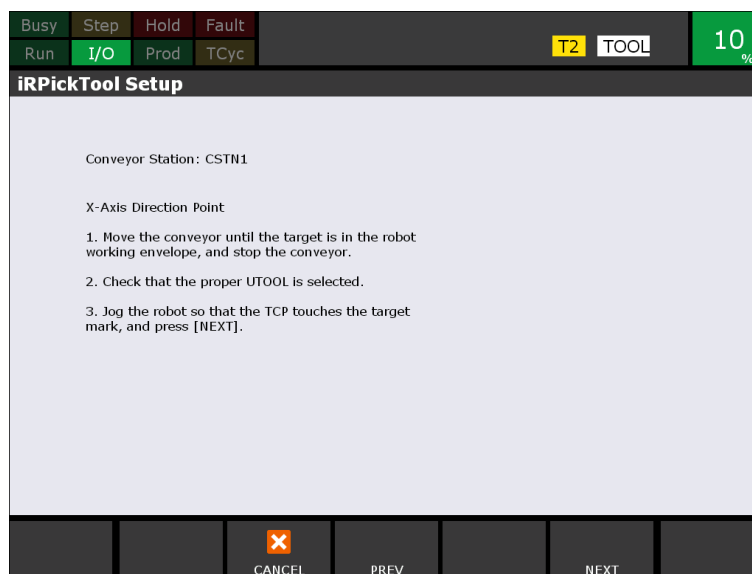 Busy Step Hold Fault
Run I/O Prod TCyc
T2 TOOL 10 %
iRPickTool Setup
Conveyor Station: CSTN1
X-Axis Direction Point
1. Move the conveyor until the target is in the robot
working envelope, and stop the conveyor.
2. Check that the proper UTOOL is selected.
3. Jog the robot so that the TCP touches the target
mark, and press [NEXT].
CANCEL PREV NEXT